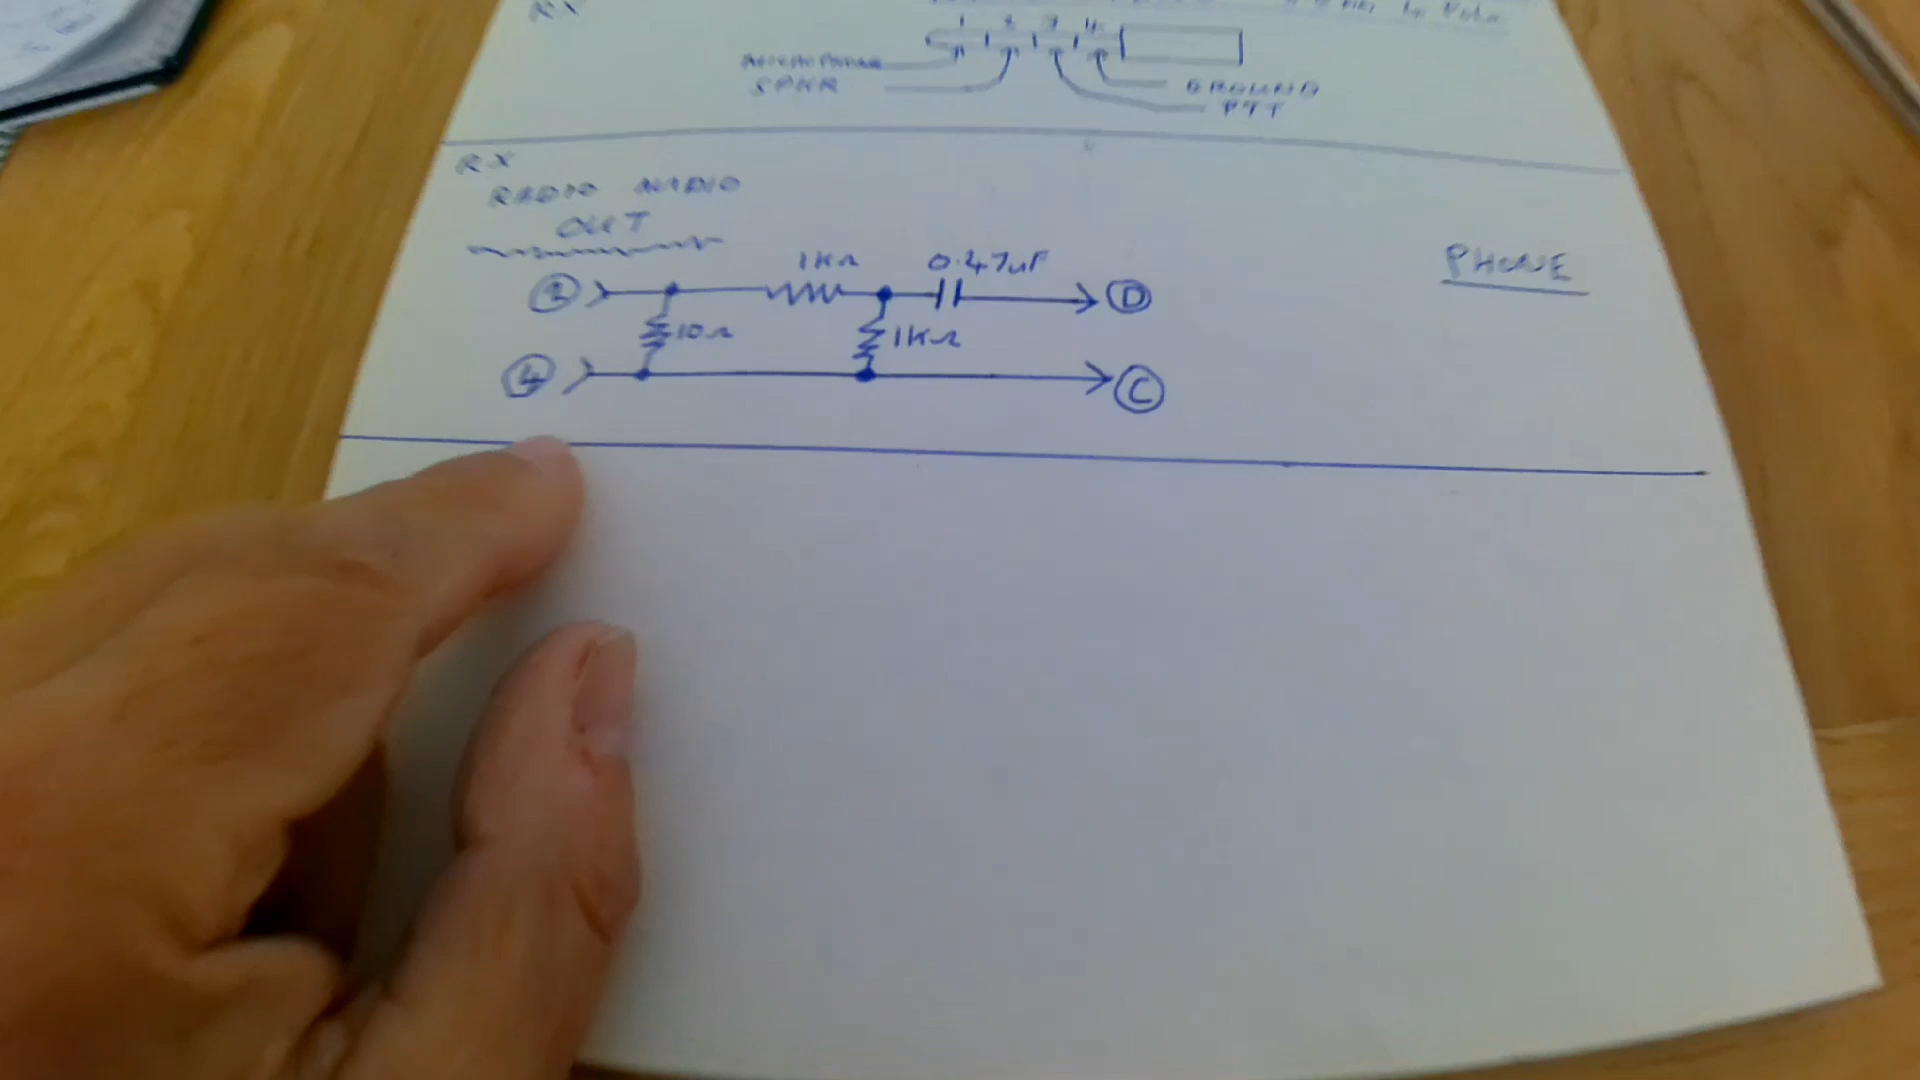 RX
1 2 3 4
MICROPHONE
SPKR
GROUND
PTT
RX
RADIO AUDIO
OUT
PHONE
1KΩ 0.47uF
2 D
10Ω 1KΩ
4 C